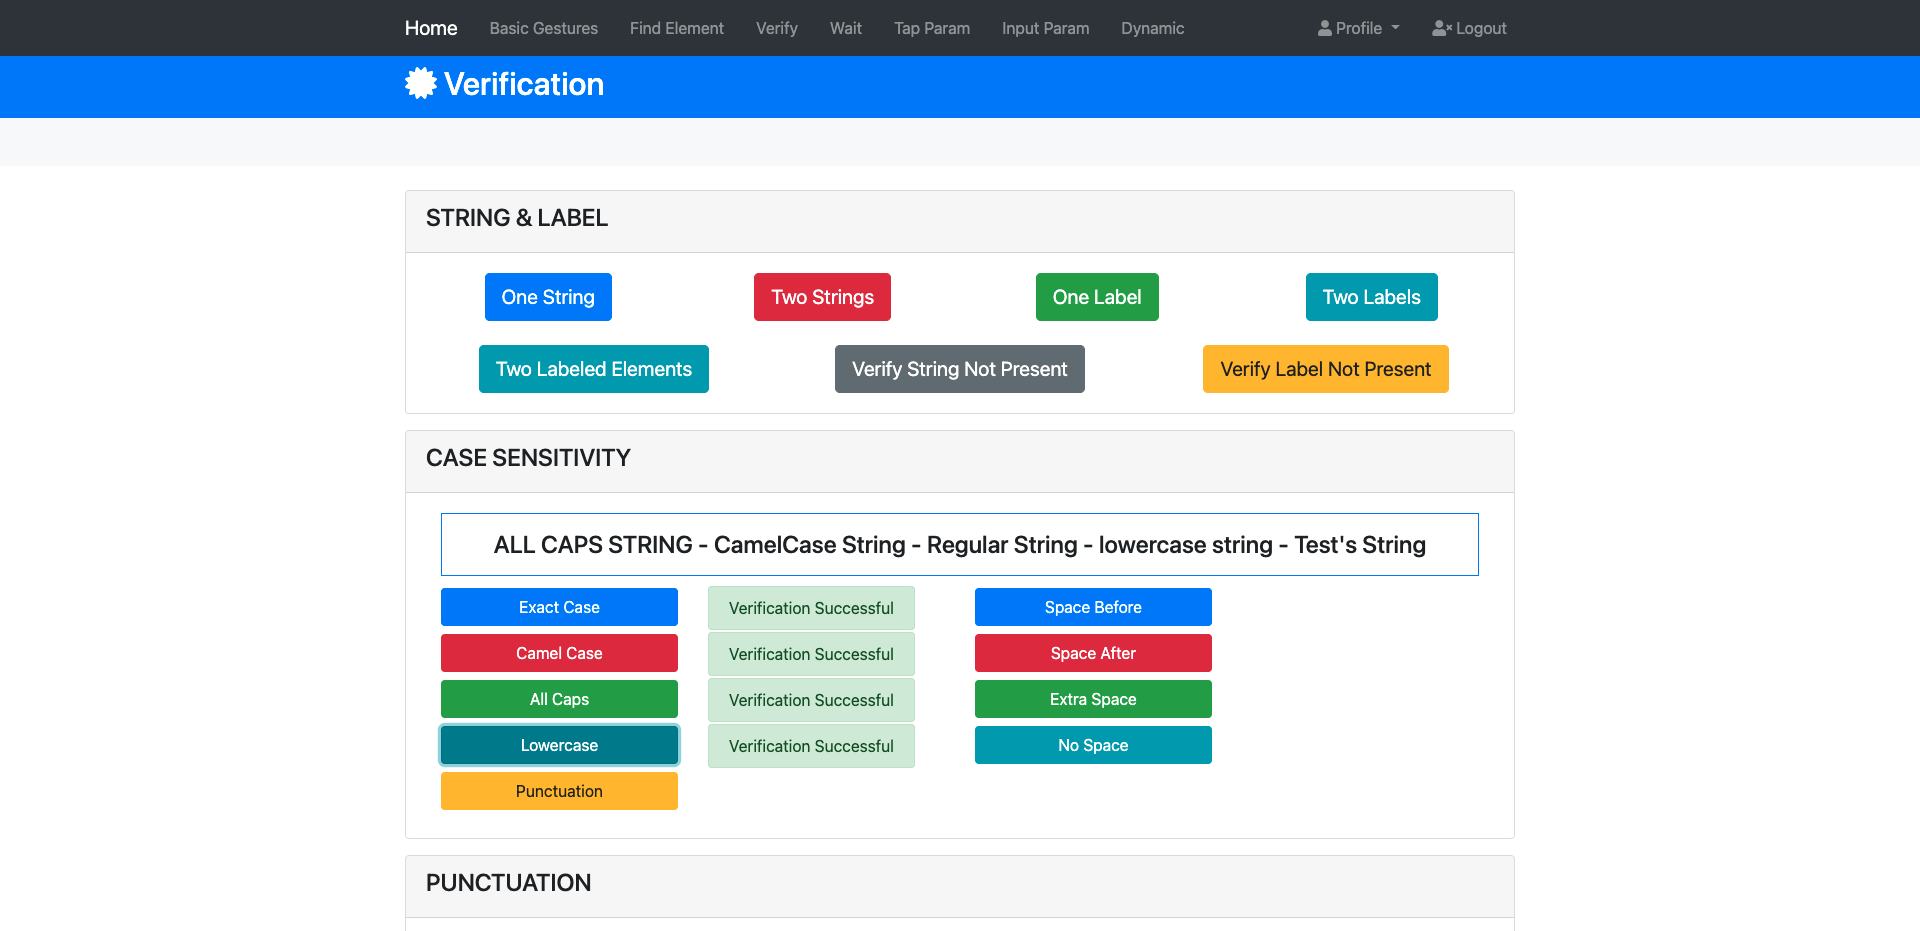 Home Basic Gestures Find Element Verify Wait Tap Param Input Param Dynamic Profile Logout
Verification
STRING & LABEL
One String Two Strings One Label Two Labels
Two Labeled Elements Verify String Not Present Verify Label Not Present
CASE SENSITIVITY
ALL CAPS STRING - CamelCase String - Regular String - lowercase string - Test's String
Exact Case Verification Successful Space Before
Camel Case Verification Successful Space After
All Caps Verification Successful Extra Space
Lowercase Verification Successful No Space
Punctuation
PUNCTUATION